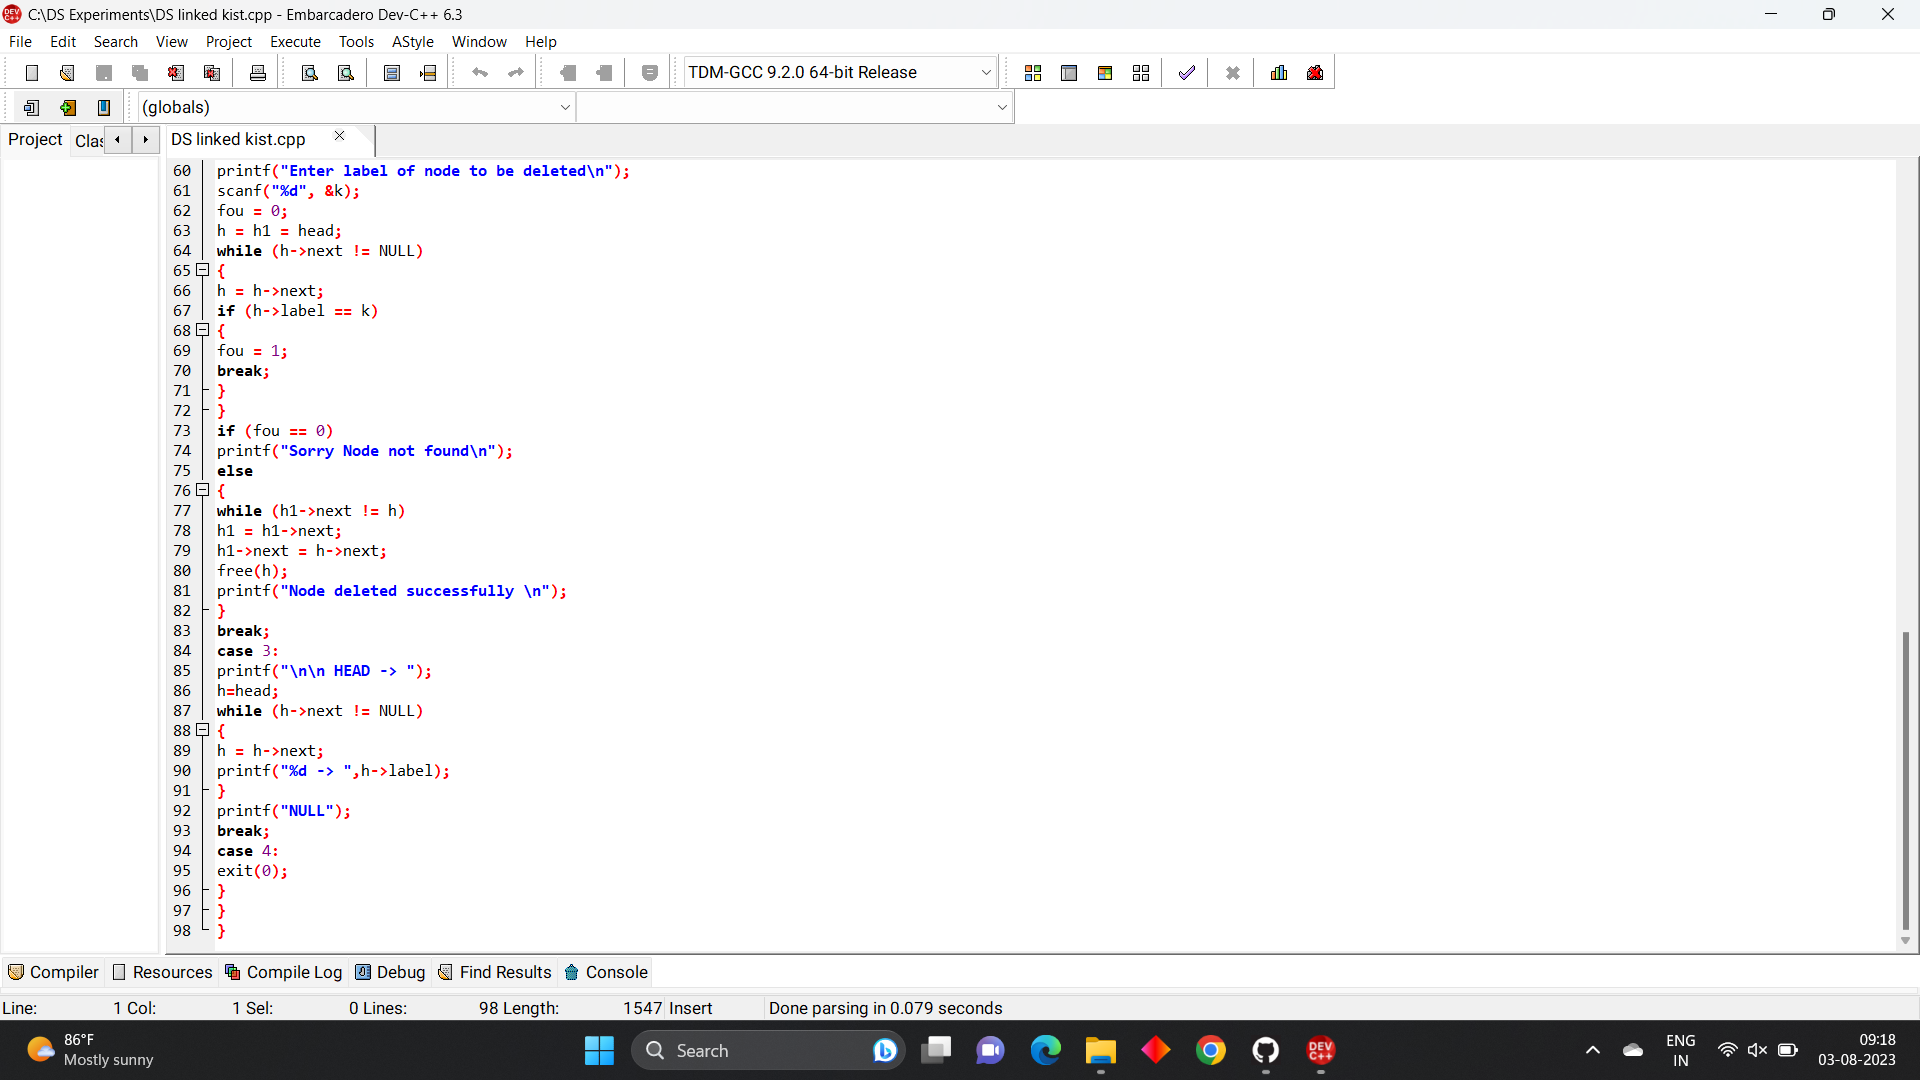 C:\DS Experiments\DS linked kist.cpp - Embarcadero Dev-C++ 6.3
File Edit Search View Project Execute Tools AStyle Window Help
TDM-GCC 9.2.0 64-bit Release
(globals)
Project Clas DS linked kist.cpp
60 printf("Enter label of node to be deleted\n");
61 scanf("%d", &k);
62 fou = 0;
63 h = h1 = head;
64 while (h->next != NULL)
65 {
66 h = h->next;
67 if (h->label == k)
68 {
69 fou = 1;
70 break;
71 }
72 }
73 if (fou == 0)
74 printf("Sorry Node not found\n");
75 else
76 {
77 while (h1->next != h)
78 h1 = h1->next;
79 h1->next = h->next;
80 free(h);
81 printf("Node deleted successfully \n");
82 }
83 break;
84 case 3:
85 printf("\n\n HEAD -> ");
86 h=head;
87 while (h->next != NULL)
88 {
89 h = h->next;
90 printf("%d -> ",h->label);
91 }
92 printf("NULL");
93 break;
94 case 4:
95 exit(0);
96 }
97 }
98 }
Compiler Resources Compile Log Debug Find Results Console
Line: 1 Col: 1 Sel: 0 Lines: 98 Length: 1547 Insert Done parsing in 0.079 seconds
86°F
Mostly sunny
Search
DEV
C++
ENG
IN
09:18
03-08-2023